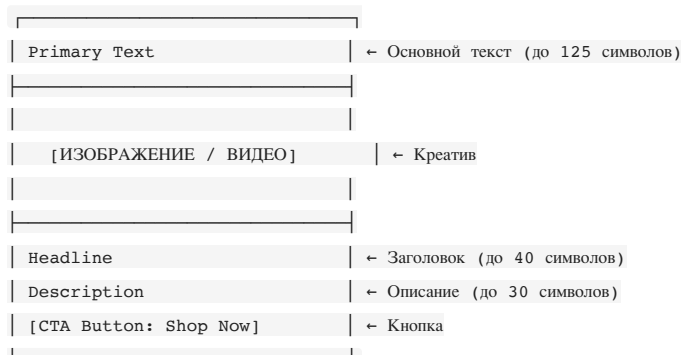 Primary Text ← Основной текст (до 125 символов)
[ИЗОБРАЖЕНИЕ / ВИДЕО] ← Креатив
Headline ← Заголовок (до 40 символов)
Description ← Описание (до 30 символов)
[CTA Button: Shop Now] ← Кнопка